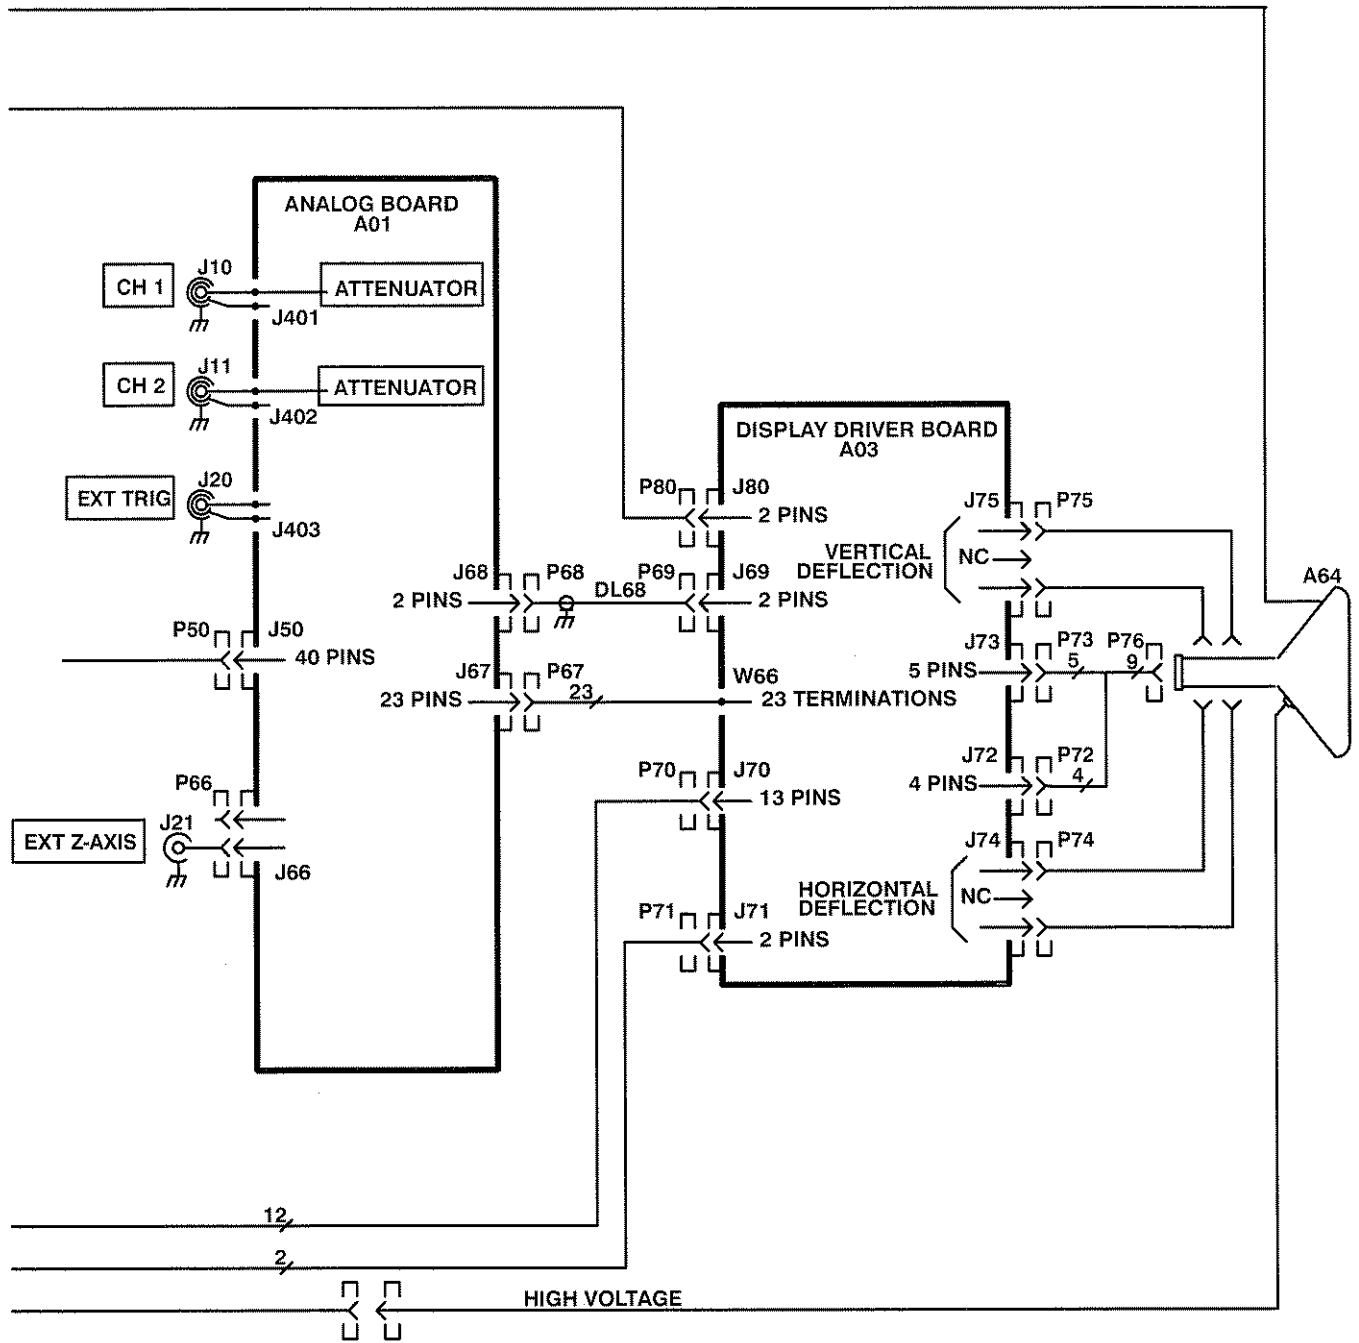 ANALOG BOARD
A01
CH 1
J10
ATTENUATOR
J401
CH 2
J11
ATTENUATOR
J402
EXT TRIG
J20
J403
J68
P68
2 PINS
DL68
P50
J50
40 PINS
J67
P67
23 PINS
23
P66
EXT Z-AXIS
J21
J66
DISPLAY DRIVER BOARD
A03
P80
J80
2 PINS
P69
J69
2 PINS
W66
23 TERMINATIONS
P70
J70
13 PINS
P71
J71
2 PINS
J75
P75
VERTICAL
DEFLECTION
NC
J73
P73
5 PINS
5
P76
9
J72
P72
4 PINS
4
J74
P74
HORIZONTAL
DEFLECTION
NC
A64
12
2
HIGH VOLTAGE